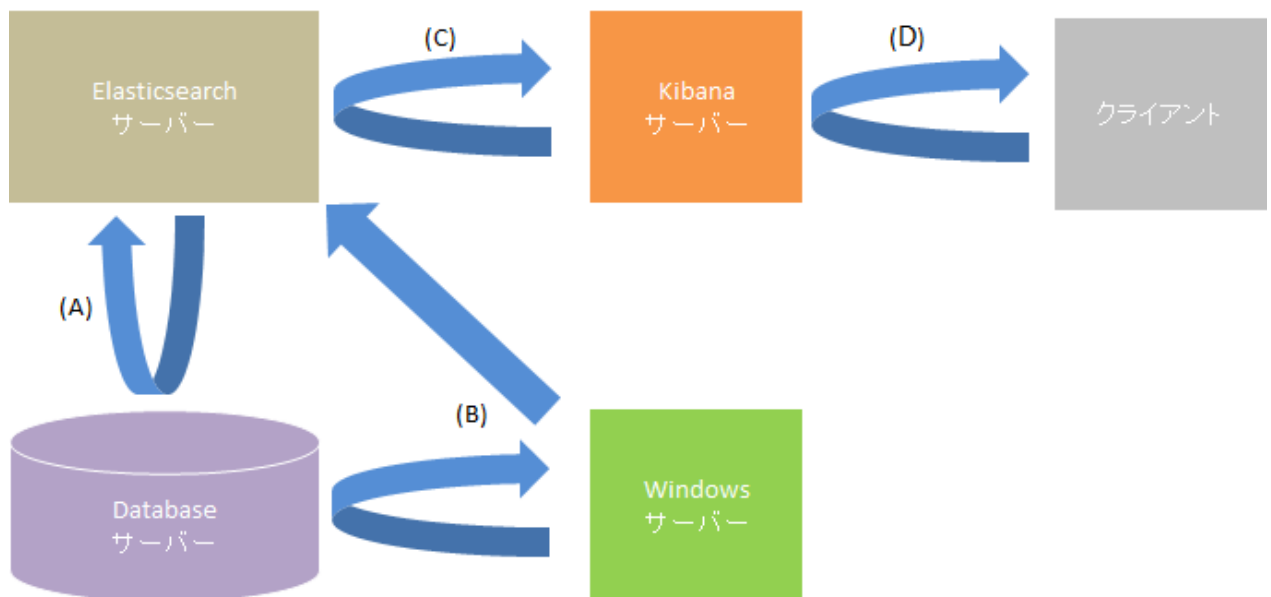 (C)
(D)
Elasticsearch
サーバー
Kibana
サーバー
クライアント
(A)
(B)
Database
サーバー
Windows
サーバー